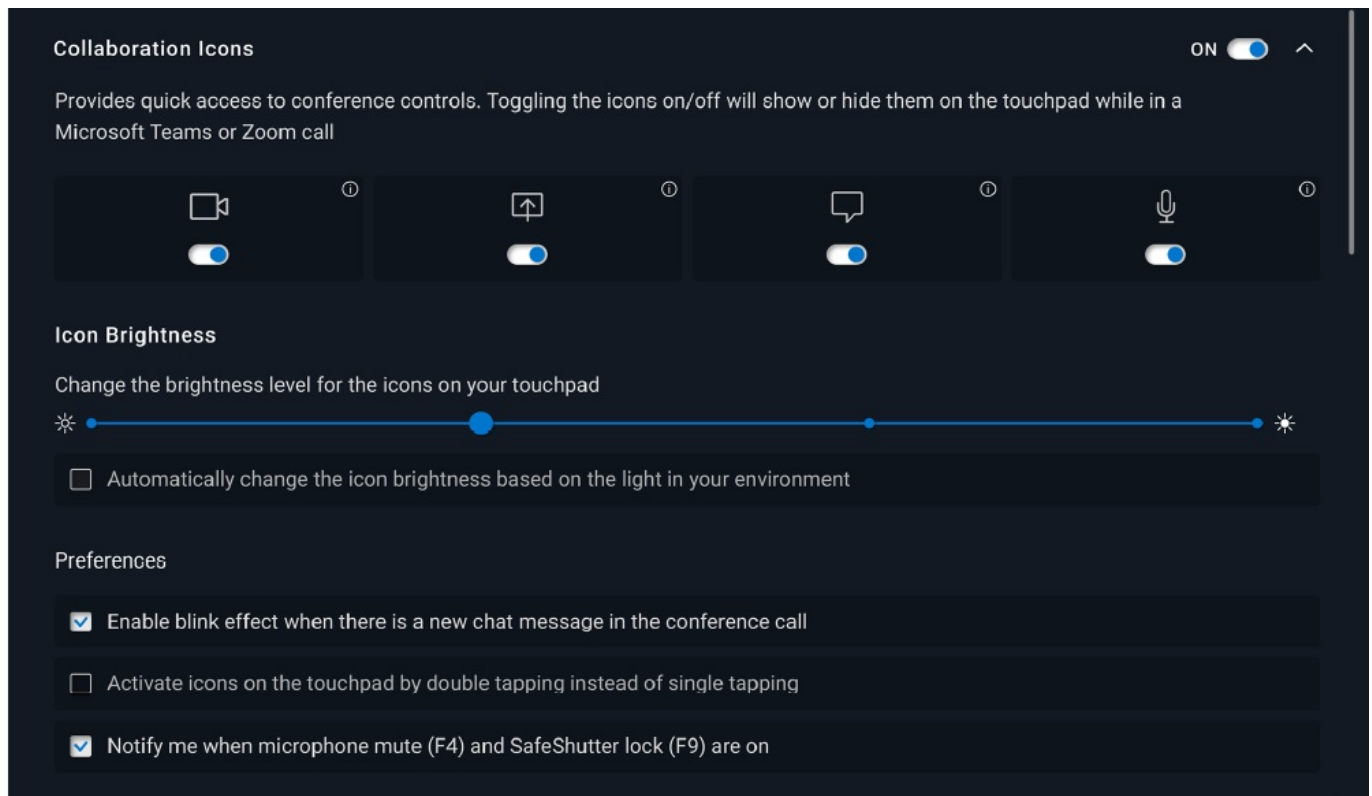 Collaboration Icons
ON
Provides quick access to conference controls. Toggling the icons on/off will show or hide them on the touchpad while in a
Microsoft Teams or Zoom call
Icon Brightness
Change the brightness level for the icons on your touchpad
Automatically change the icon brightness based on the light in your environment
Preferences
Enable blink effect when there is a new chat message in the conference call
Activate icons on the touchpad by double tapping instead of single tapping
Notify me when microphone mute (F4) and SafeShutter lock (F9) are on